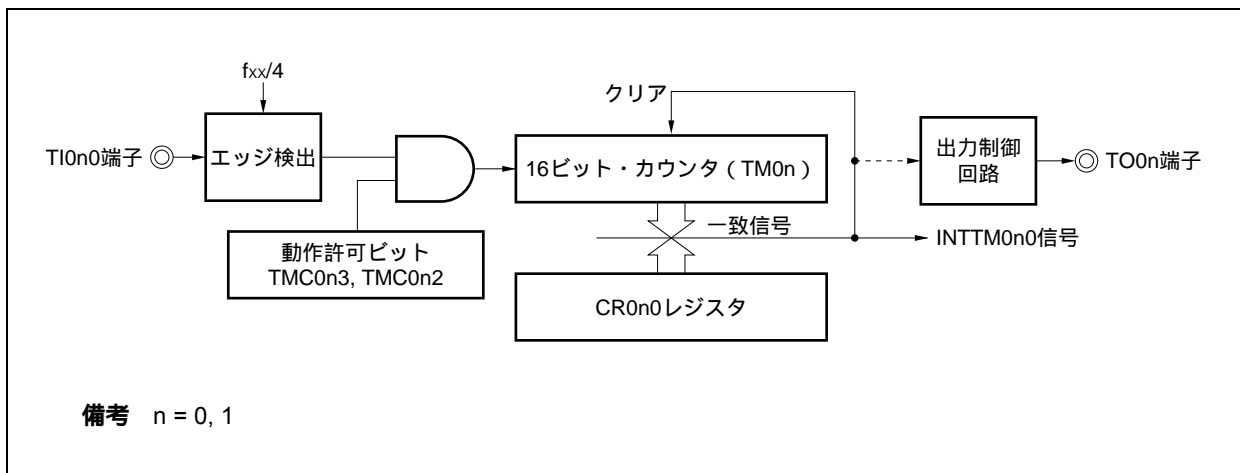 fxx/4
クリア
TI0n0端子
エッジ検出
16ビット・カウンタ（TM0n）
出力制御
回路
TO0n端子
一致信号
INTTM0n0信号
動作許可ビット
TMC0n3, TMC0n2
CR0n0レジスタ
備考 n = 0, 1